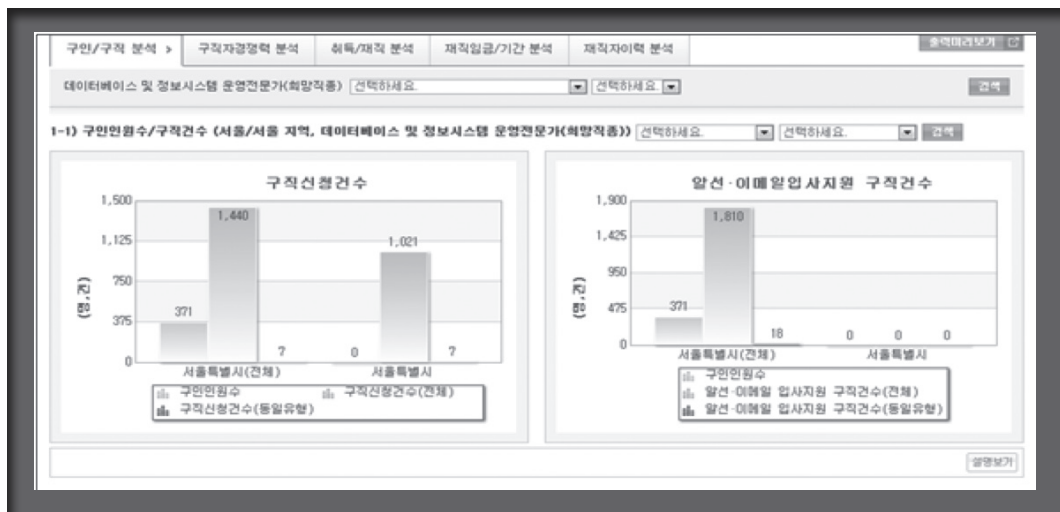 구인/구직 분석 > 구직자경쟁력 분석 취득/재직 분석 재직임금/기간 분석 재직자이력 분석 출력미리보기
데이터베이스 및 정보시스템 운영전문가(희망직종) 선택하세요. 선택하세요. 검색
1-1) 구인인원수/구직건수 (서울/서울 지역, 데이터베이스 및 정보시스템 운영전문가(희망직종)) 선택하세요. 선택하세요. 검색
구직신청건수
1,500
1,125
750
375
0
(명,건)
371
1,440
7
0
1,021
7
서울특별시(전체) 서울특별시
구인인원수 구직신청건수(전체)
구직신청건수(동일유형)
알선·이메일입사지원 구직건수
1,900
1,425
950
475
0
(명,건)
371
1,810
18
0
0
0
서울특별시(전체) 서울특별시
구인인원수
알선·이메일 입사지원 구직건수(전체)
알선·이메일 입사지원 구직건수(동일유형)
설명보기